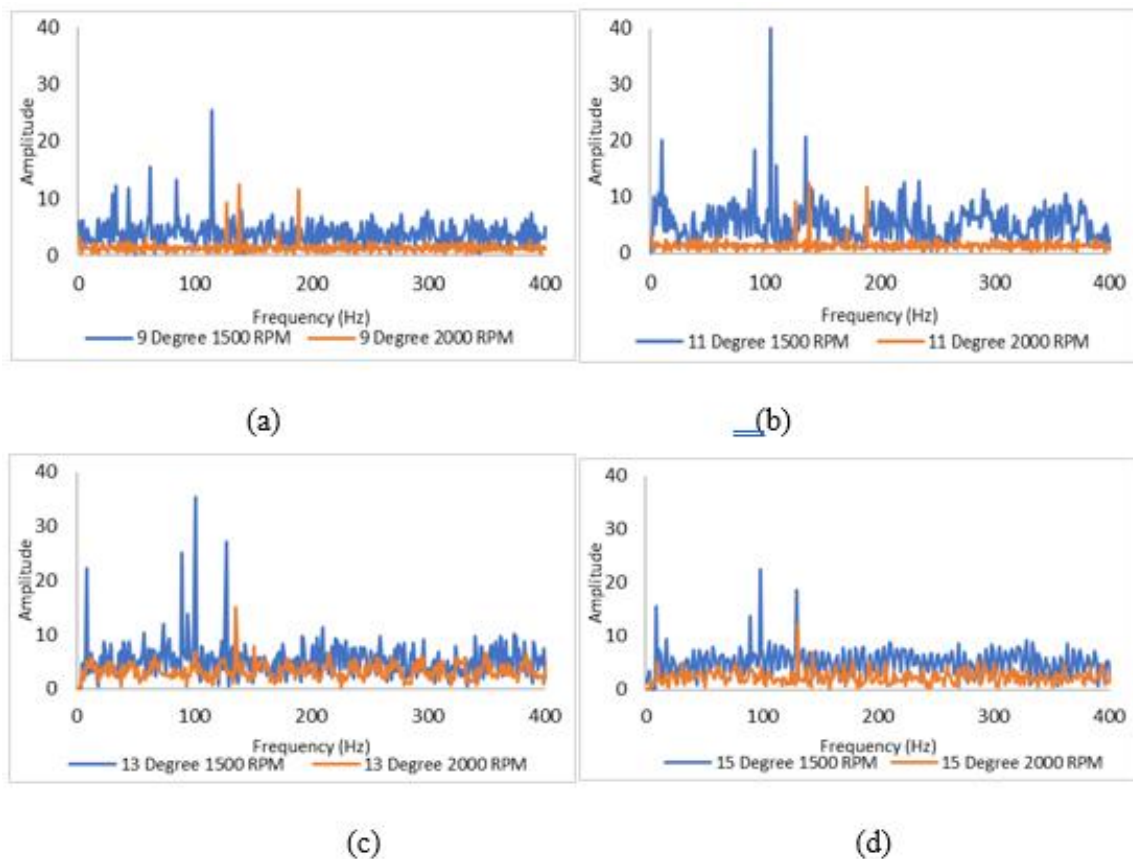 40
30
20
10
0
Amplitude
0 100 200 300 400
Frequency (Hz)
9 Degree 1500 RPM 9 Degree 2000 RPM
(a)
40
30
20
10
0
Amplitude
0 100 200 300 400
Frequency (Hz)
11 Degree 1500 RPM 11 Degree 2000 RPM
(b)
40
30
20
10
0
Amplitude
0 100 200 300 400
Frequency (Hz)
13 Degree 1500 RPM 13 Degree 2000 RPM
(c)
40
30
20
10
0
Amplitude
0 100 200 300 400
Frequency (Hz)
15 Degree 1500 RPM 15 Degree 2000 RPM
(d)